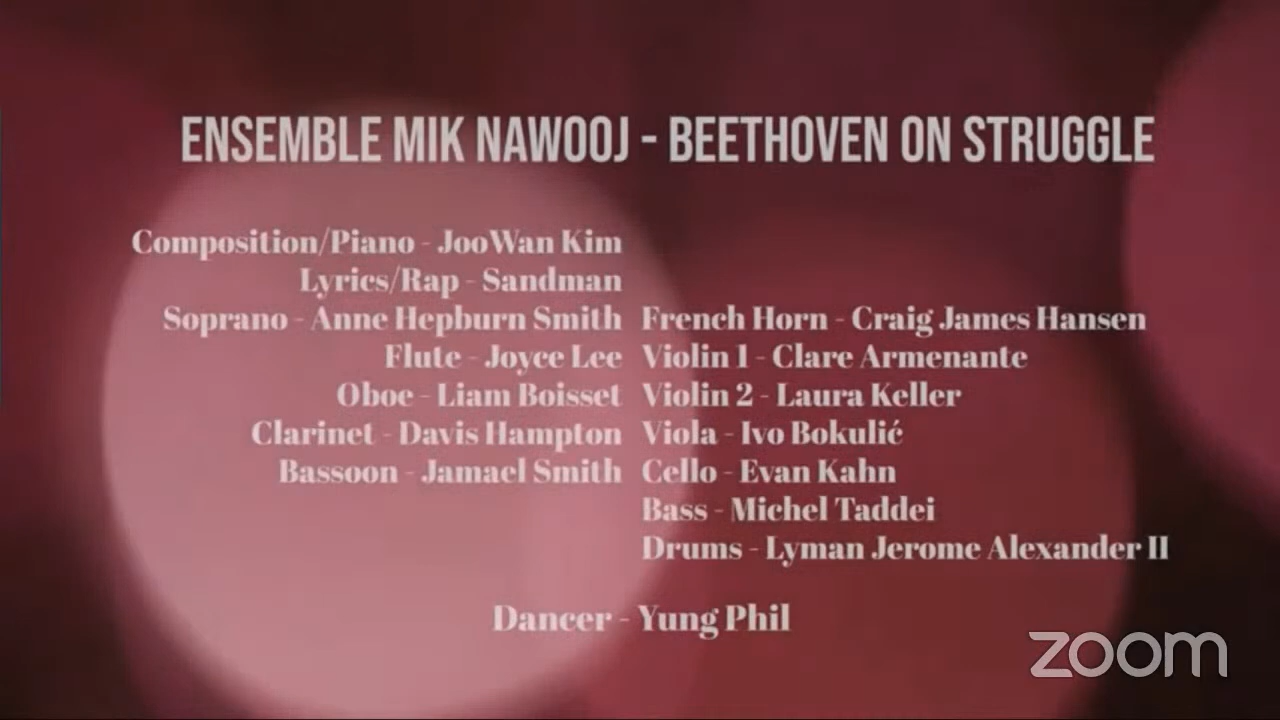 ENSEMBLE MIK NAWOOJ - BEETHOVEN ON STRUGGLE
Composition/Piano - JooWan Kim
Lyrics/Rap - Sandman
Soprano - Anne Hepburn Smith
Flute - Joyce Lee
Oboe - Liam Boisset
Clarinet - Davis Hampton
Bassoon - Jamael Smith
French Horn - Craig James Hansen
Violin 1 - Clare Armenante
Violin 2 - Laura Keller
Viola - Ivo Bokulić
Cello - Evan Kahn
Bass - Michel Taddei
Drums - Lyman Jerome Alexander II
Dancer - Yung Phil
zoom